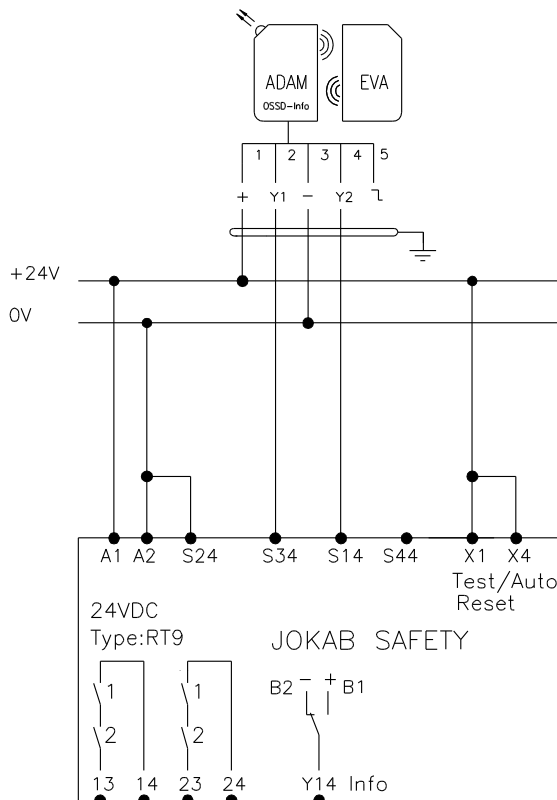 ADAM EVA
OSSD-Info
1 2 3 4 5
+ Y1 − Y2
+24V
0V
A1 A2 S24 S34 S14 S44 X1 X4
Test/Auto
Reset
24VDC
Type:RT9
JOKAB SAFETY
1 1
B2 − + B1
2 2
13 14 23 24 Y14 Info